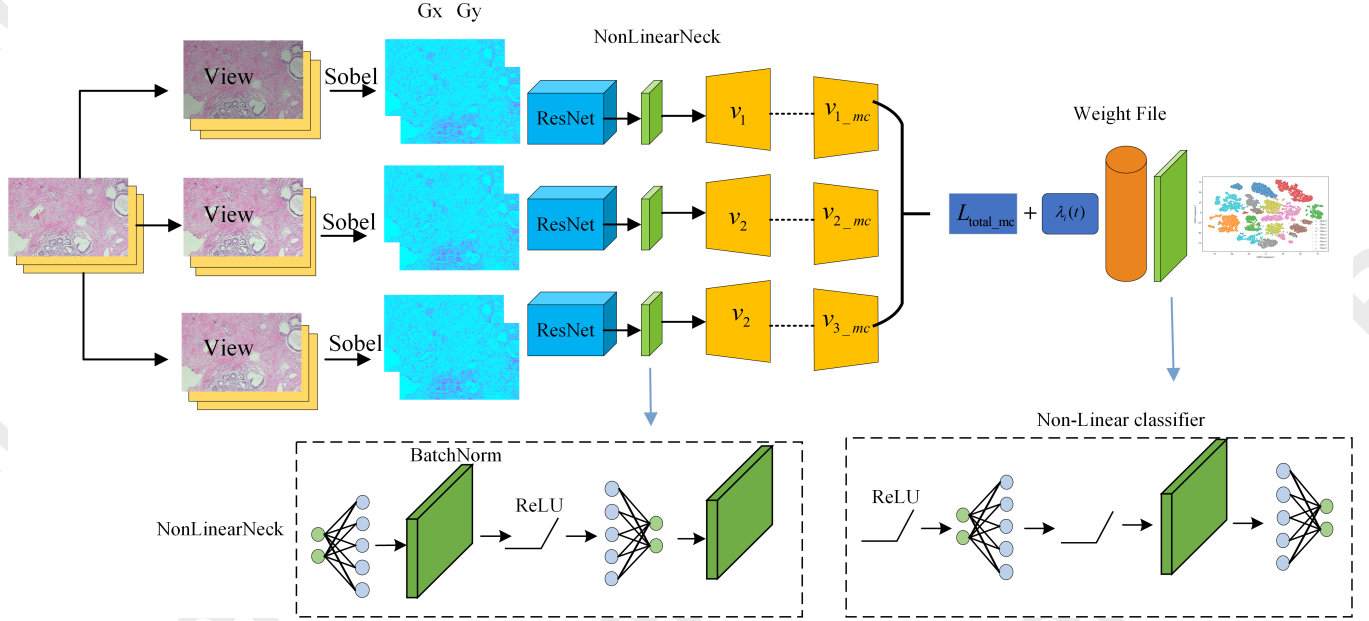 Gx Gy
NonLinearNeck
View
Sobel
ResNet
v1
v1_mc
Weight File
View
Sobel
ResNet
v2
v2_mc
Ltotal_mc + λi(t)
View
Sobel
ResNet
v2
v3_mc
Non-Linear classifier
BatchNorm
NonLinearNeck
ReLU
ReLU